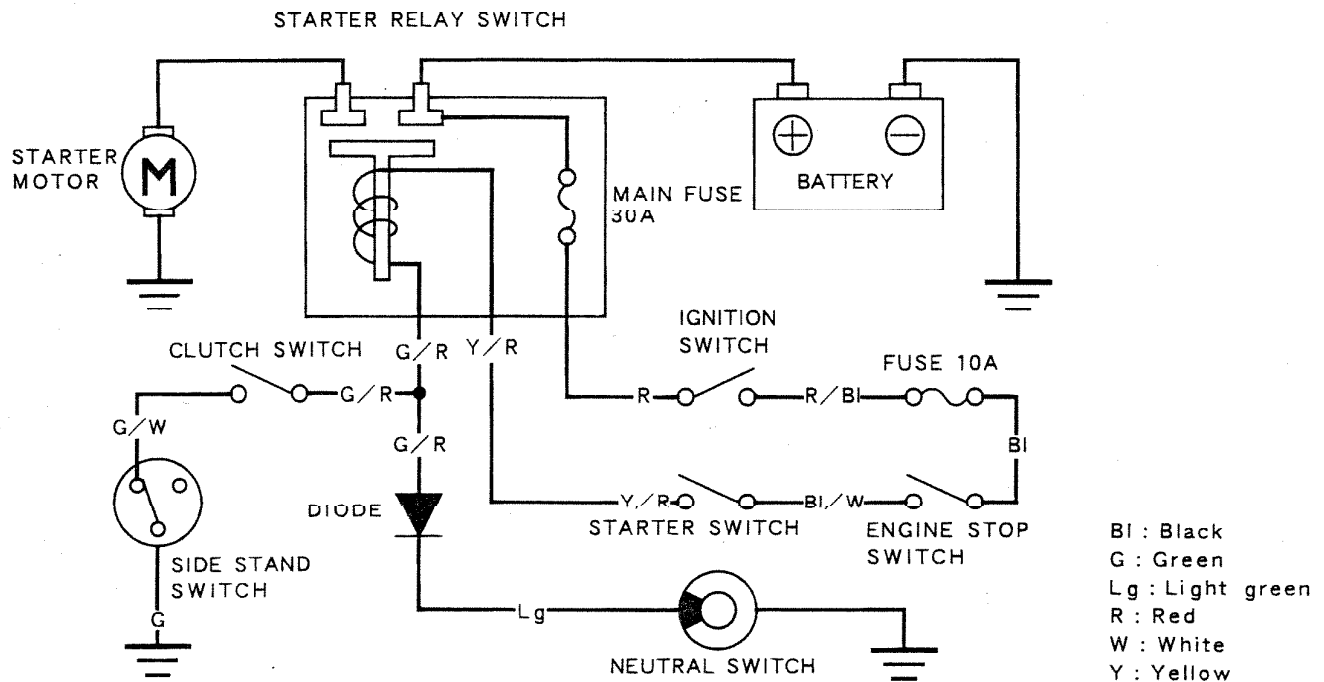 STARTER RELAY SWITCH
STARTER
MOTOR
M
MAIN FUSE
30A
+
−
BATTERY
IGNITION
SWITCH
CLUTCH SWITCH
G/R
Y/R
FUSE 10A
G/R
R
R/Bl
G/W
G/R
Bl
DIODE
Y/R
Bl/W
STARTER SWITCH
ENGINE STOP
SWITCH
SIDE STAND
SWITCH
G
Lg
NEUTRAL SWITCH
Bl : Black
G : Green
Lg : Light green
R : Red
W : White
Y : Yellow